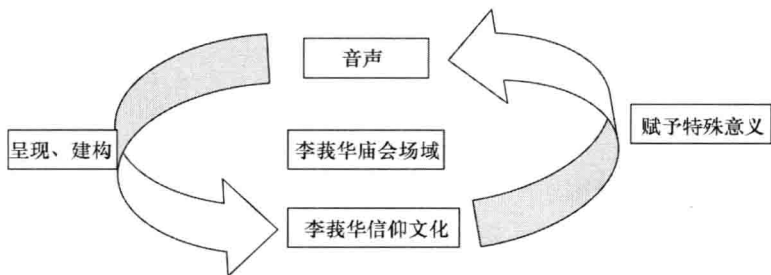 音声
呈现、建构
李莪华庙会场域
赋予特殊意义
李莪华信仰文化